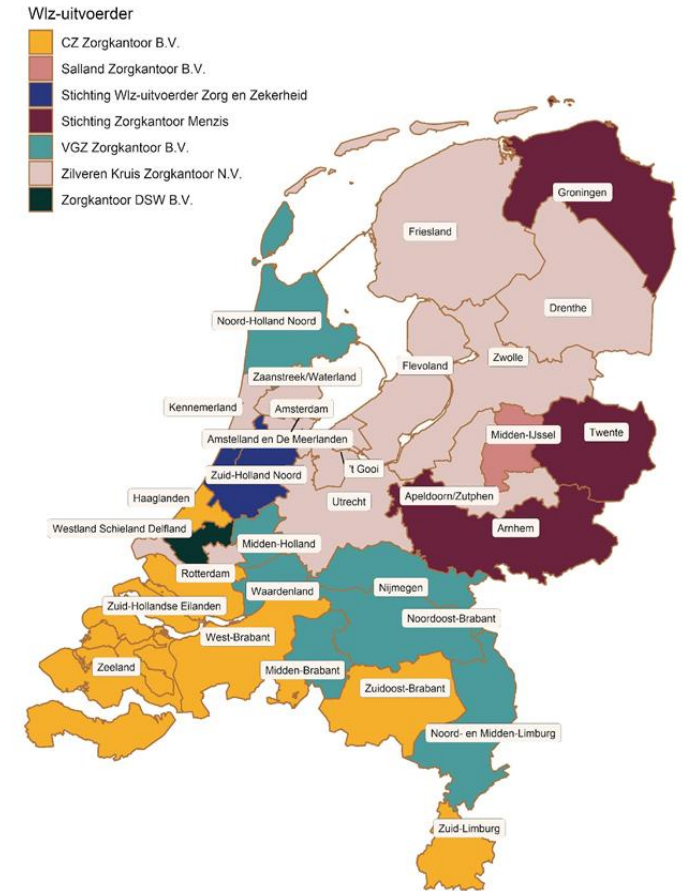 Wlz-uitvoerder
CZ Zorgkantoor B.V.
Salland Zorgkantoor B.V.
Stichting Wlz-uitvoerder Zorg en Zekerheid
Stichting Zorgkantoor Menzis
VGZ Zorgkantoor B.V.
Zilveren Kruis Zorgkantoor N.V.
Zorgkantoor DSW B.V.
Groningen
Friesland
Drenthe
Noord-Holland Noord
Zwolle
Flevoland
Zaanstreek/Waterland
Kennemerland
Amsterdam
Midden-IJssel
Twente
Amstelland en De Meerlanden
't Gooi
Zuid-Holland Noord
Apeldoorn/Zutphen
Haaglanden
Utrecht
Westland Schieland Delfland
Arnhem
Midden-Holland
Rotterdam
Nijmegen
Waardenland
Zuid-Hollandse Eilanden
Noordoost-Brabant
West-Brabant
Zeeland
Midden-Brabant
Zuidoost-Brabant
Noord- en Midden-Limburg
Zuid-Limburg